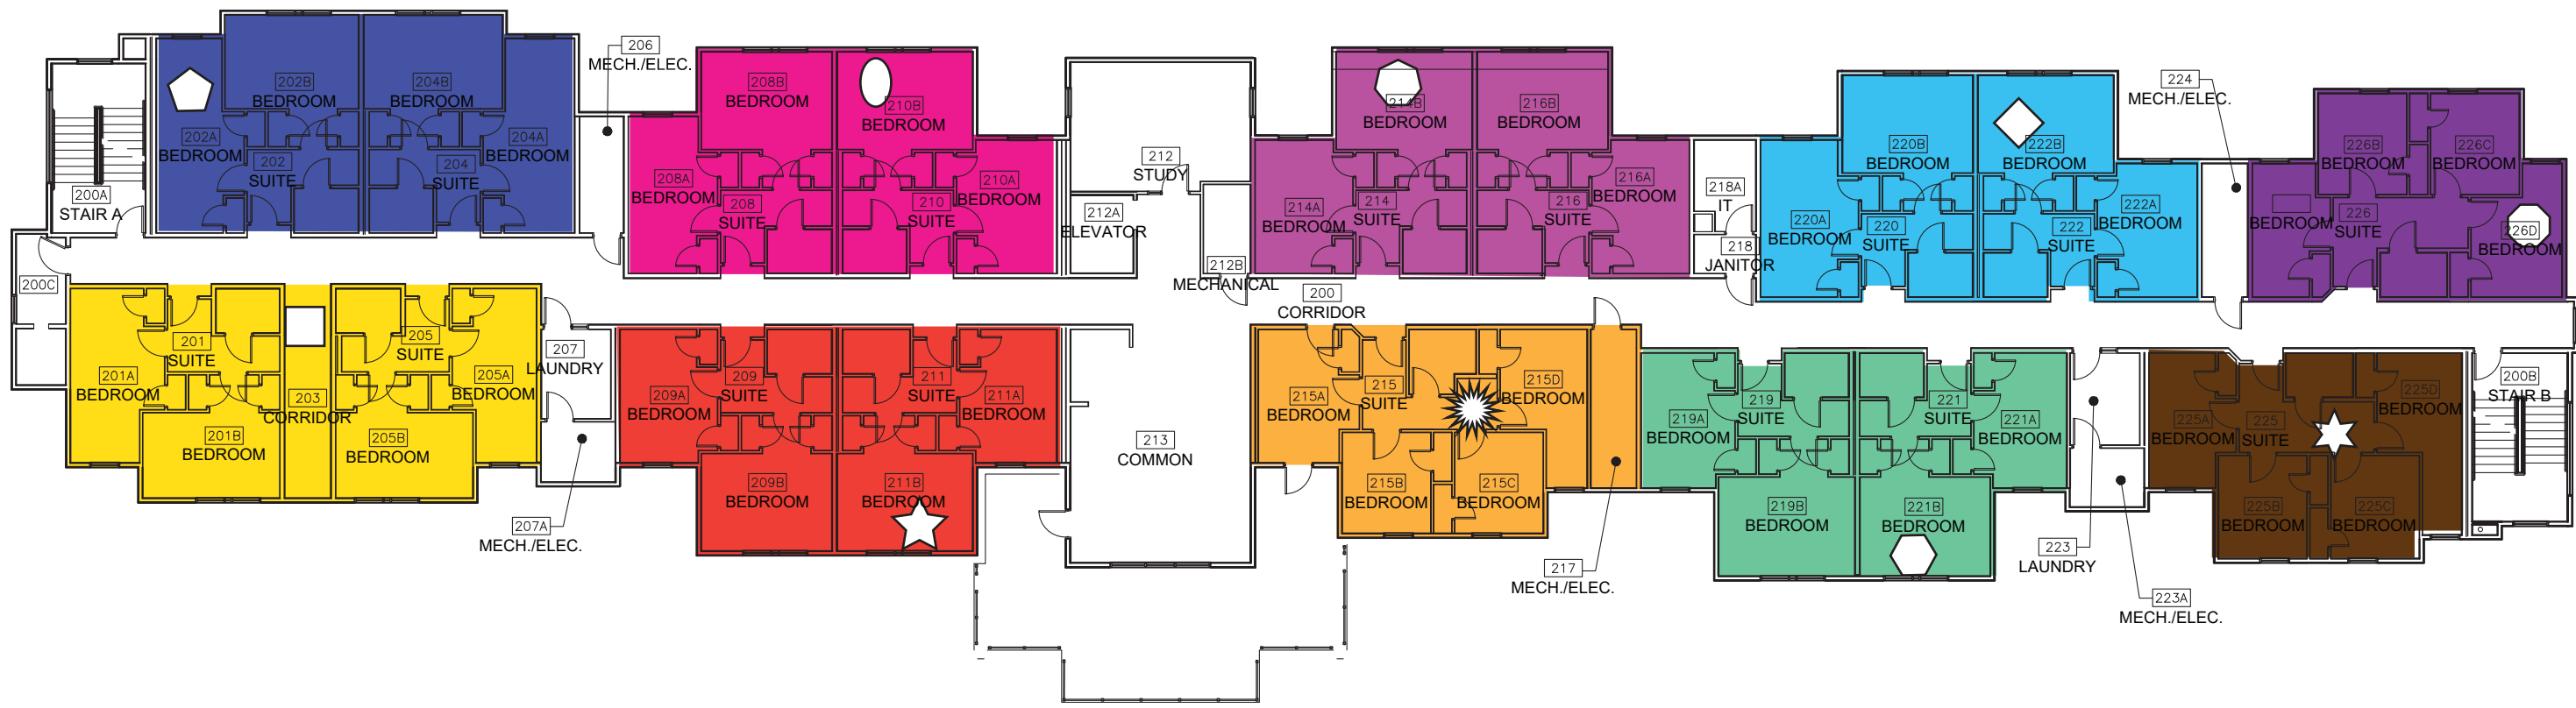 206
MECH./ELEC.
202B
BEDROOM
204B
BEDROOM
202A
BEDROOM
202
SUITE
204
SUITE
204A
BEDROOM
200A
STAIR A
208B
BEDROOM
210B
BEDROOM
208A
BEDROOM
208
SUITE
210
SUITE
210A
BEDROOM
212
STUDY
212A
ELEVATOR
212B
MECHANICAL
214B
BEDROOM
216B
BEDROOM
214A
BEDROOM
214
SUITE
216
SUITE
216A
BEDROOM
218A
IT
218
JANITOR
220B
BEDROOM
222B
BEDROOM
220A
BEDROOM
220
SUITE
222
SUITE
222A
BEDROOM
224
MECH./ELEC.
226B
BEDROOM
226C
BEDROOM
BEDROOM
226
SUITE
226D
BEDROOM
200C
200
CORRIDOR
201
SUITE
201A
BEDROOM
201B
BEDROOM
203
CORRIDOR
205
SUITE
205A
BEDROOM
205B
BEDROOM
207
LAUNDRY
207A
MECH./ELEC.
209
SUITE
209A
BEDROOM
209B
BEDROOM
211
SUITE
211A
BEDROOM
211B
BEDROOM
213
COMMON
215A
BEDROOM
215
SUITE
215D
BEDROOM
215B
BEDROOM
215C
BEDROOM
217
MECH./ELEC.
219A
BEDROOM
219
SUITE
219B
BEDROOM
221
SUITE
221A
BEDROOM
221B
BEDROOM
223
LAUNDRY
223A
MECH./ELEC.
225A
BEDROOM
225
SUITE
225D
BEDROOM
225B
BEDROOM
225C
BEDROOM
200B
STAIR B